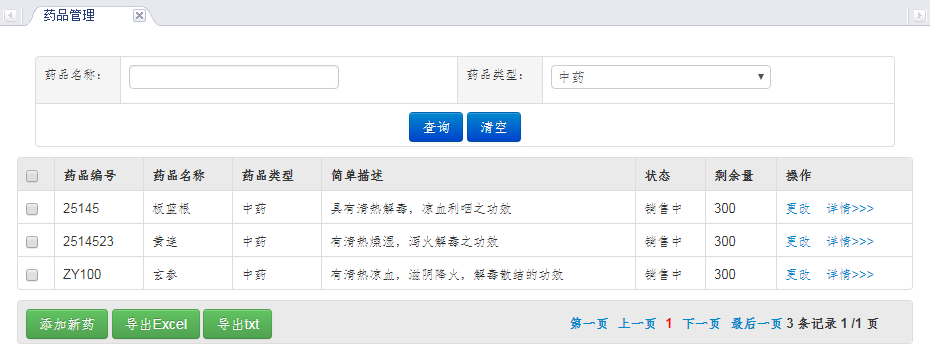 药品管理
药品名称： 药品类型： 中药
查询 清空
药品编号 药品名称 药品类型 简单描述 状态 剩余量 操作
25145 板蓝根 中药 具有清热解毒，凉血利咽之功效 销售中 300 更改 详情>>>
2514523 黄连 中药 有清热燥湿，泻火解毒之功效 销售中 300 更改 详情>>>
ZY100 玄参 中药 有清热凉血，滋阴降火，解毒散结的功效 销售中 300 更改 详情>>>
添加新药 导出Excel 导出txt 第一页 上一页 1 下一页 最后一页 3 条记录 1 /1 页